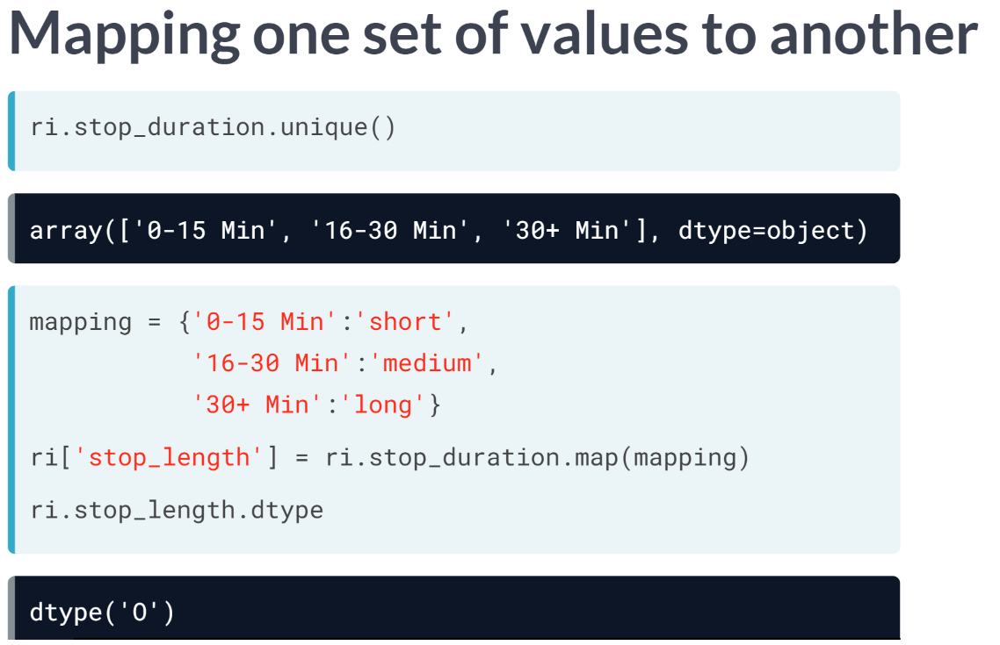 Mapping one set of values to another
ri.stop_duration.unique()
array(['0-15 Min', '16-30 Min', '30+ Min'], dtype=object)
mapping = {'0-15 Min':'short',
'16-30 Min':'medium',
'30+ Min':'long'}
ri['stop_length'] = ri.stop_duration.map(mapping)
ri.stop_length.dtype
dtype('O')